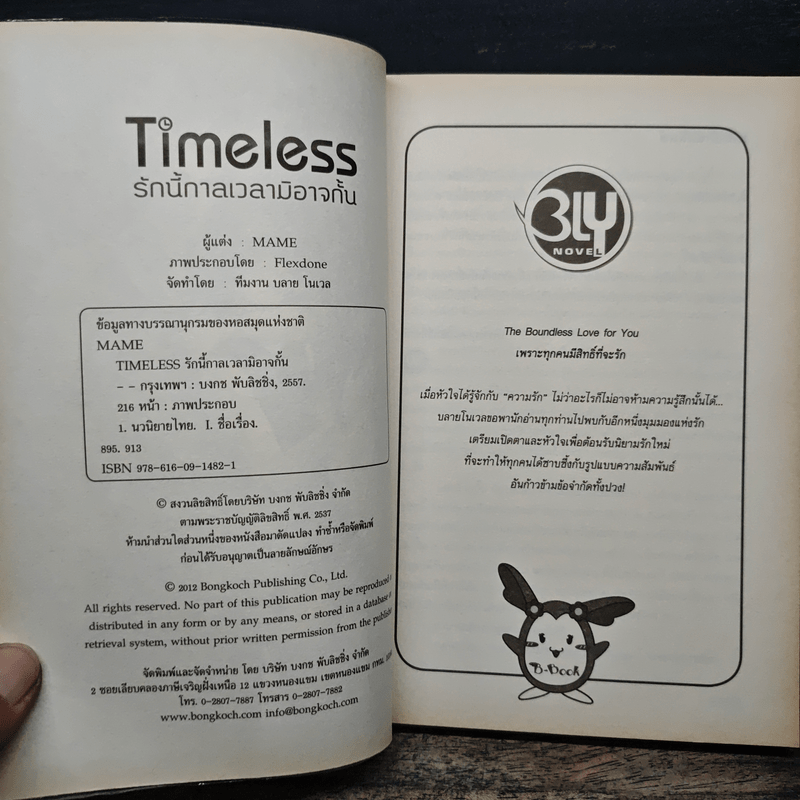 Timeless
รักนี้กาลเวลามิอาจกั้น
ผู้แต่ง : MAME
ภาพประกอบโดย : Flexdone
จัดทำโดย : ทีมงาน บลาย โนเวล
ข้อมูลทางบรรณานุกรมของหอสมุดแห่งชาติ
MAME
TIMELESS รักนี้กาลเวลามิอาจกั้น
- - กรุงเทพฯ : บงกช พับลิชชิ่ง, 2557.
216 หน้า : ภาพประกอบ
1. นวนิยายไทย. I. ชื่อเรื่อง.
895. 913
ISBN 978-616-09-1482-1
© สงวนลิขสิทธิ์โดยบริษัท บงกช พับลิชชิ่ง จำกัด
ตามพระราชบัญญัติลิขสิทธิ์ พ.ศ. 2537
ห้ามนำส่วนใดส่วนหนึ่งของหนังสือมาดัดแปลง ทำซ้ำหรือจัดพิมพ์
ก่อนได้รับอนุญาตเป็นลายลักษณ์อักษร
© 2012 Bongkoch Publishing Co., Ltd.
All rights reserved. No part of this publication may be reproduced
distributed in any form or by any means, or stored in a database
retrieval system, without prior written permission from the
จัดพิมพ์และจัดจำหน่าย โดย บริษัท บงกช พับลิชชิ่ง จำกัด
2 ซอยเลียบคลองภาษีเจริญฝั่งเหนือ 12 แขวงหนองแขม เขตหนองแขม กทม.
โทร. 0-2807-7887 โทรสาร 0-2807-7882
www.bongkoch.com info@bongkoch.com
BLY
NOVEL
The Boundless Love for You
เพราะทุกคนมีสิทธิ์ที่จะรัก
เมื่อหัวใจได้รู้จักกับ "ความรัก" ไม่ว่าอะไรก็ไม่อาจห้ามความรู้สึกนั้นได้...
บลายโนเวลขอพานักอ่านทุกท่านไปพบกับอีกหนึ่งมุมมองแห่งรัก
เตรียมเปิดตาและหัวใจเพื่อต้อนรับนิยามรักใหม่
ที่จะทำให้ทุกคนได้ซาบซึ้งกับรูปแบบความสัมพันธ์
อันก้าวข้ามข้อจำกัดทั้งปวง!
B-Book